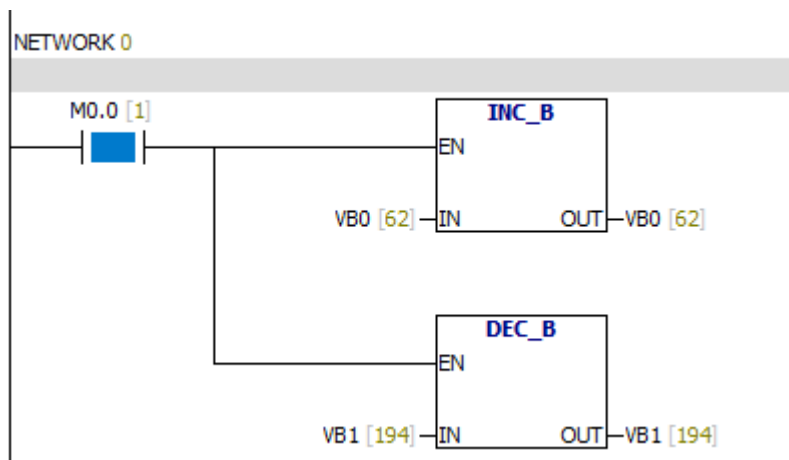 NETWORK 0
M0.0 [1]
INC_B
EN
VB0 [62] IN OUT VB0 [62]
DEC_B
EN
VB1 [194] IN OUT VB1 [194]